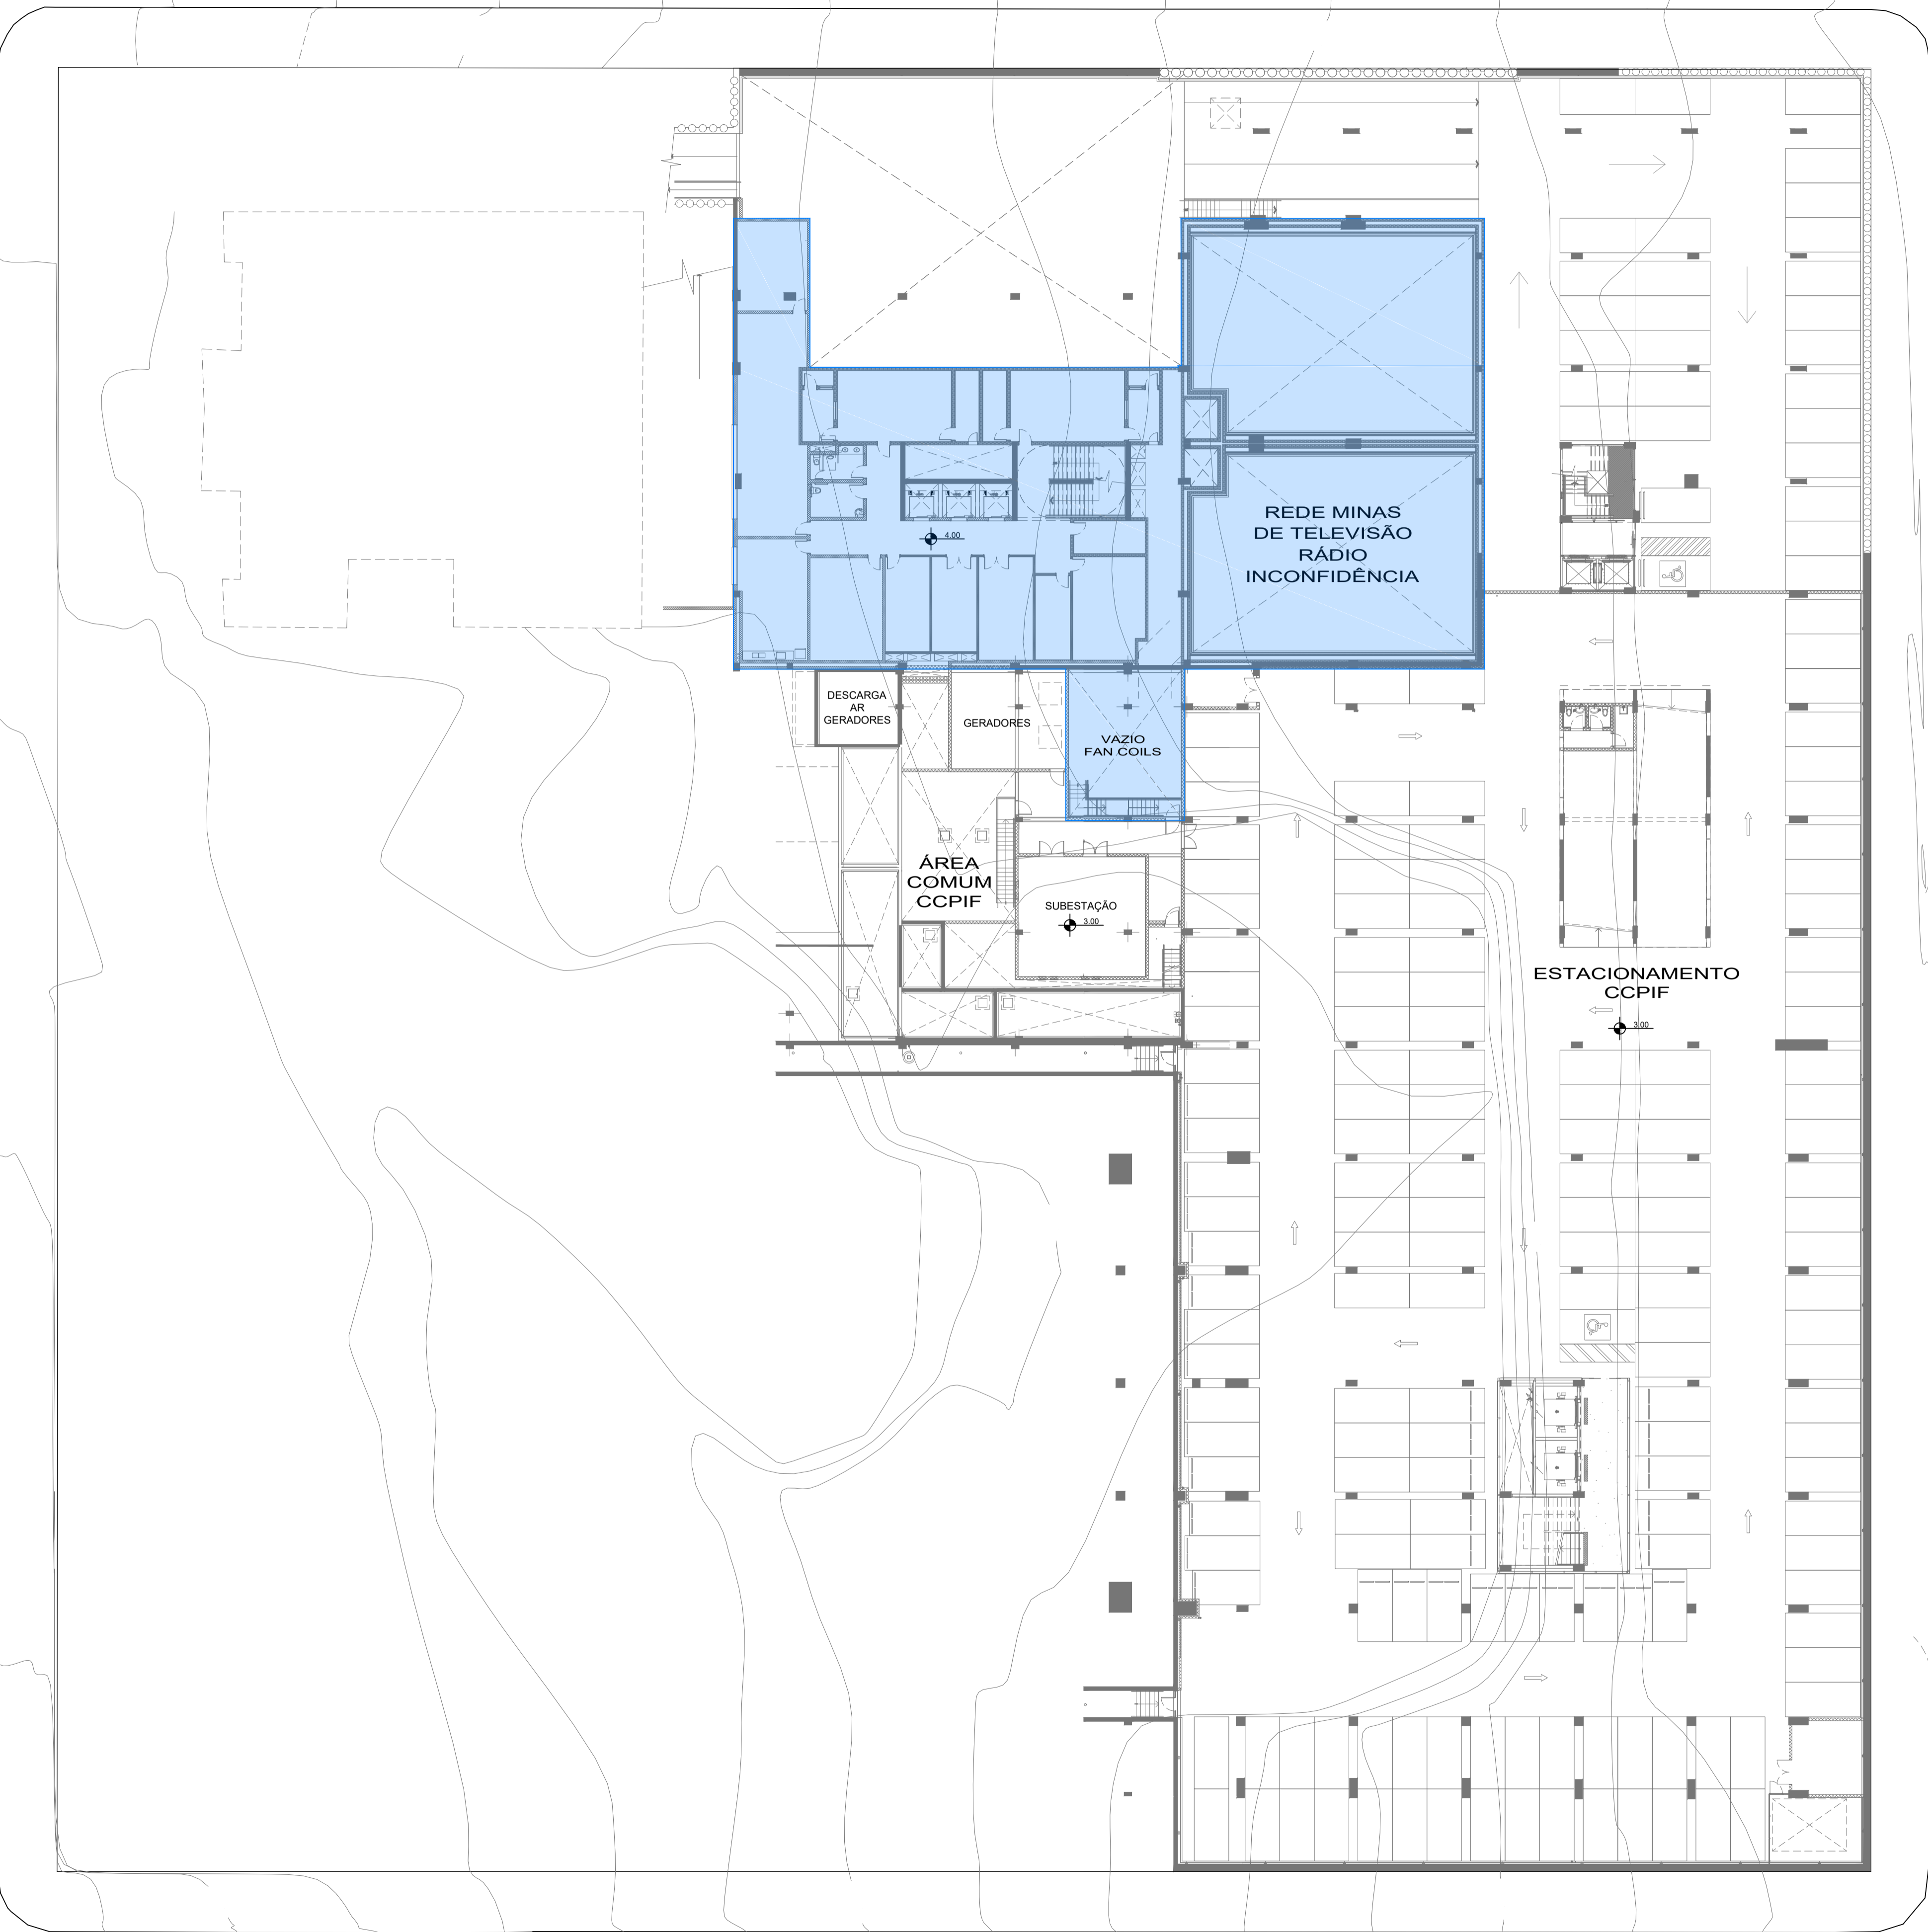 REDE MINAS
DE TELEVISÃO
RÁDIO
INCONFIDÊNCIA
4.00
DESCARGA
AR
GERADORES
GERADORES
VAZIO
FAN COILS
ÁREA
COMUM
CCPIF
SUBESTAÇÃO
3.00
ESTACIONAMENTO
CCPIF
3.00